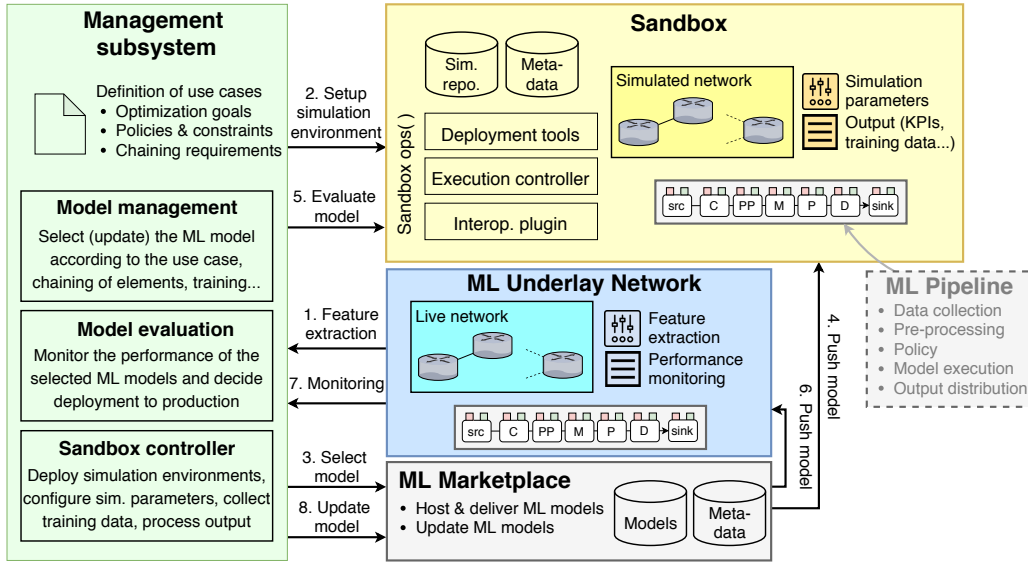 Management
subsystem
Definition of use cases
• Optimization goals
• Policies & constraints
• Chaining requirements
Model management
Select (update) the ML model
according to the use case,
chaining of elements, training...
Model evaluation
Monitor the performance of the
selected ML models and decide
deployment to production
Sandbox controller
Deploy simulation environments,
configure sim. parameters, collect
training data, process output
2. Setup
simulation
environment
5. Evaluate
model
1. Feature
extraction
7. Monitoring
3. Select
model
8. Update
model
Sandbox
Sandbox ops( )
Sim.
repo.
Meta-
data
Deployment tools
Execution controller
Interop. plugin
Simulated network
Simulation
parameters
Output (KPIs,
training data...)
src C PP M P D sink
ML Underlay Network
Live network
Feature
extraction
Performance
monitoring
src C PP M P D sink
ML Marketplace
• Host & deliver ML models
• Update ML models
Models
Meta-
data
6. Push model
4. Push model
ML Pipeline
• Data collection
• Pre-processing
• Policy
• Model execution
• Output distribution